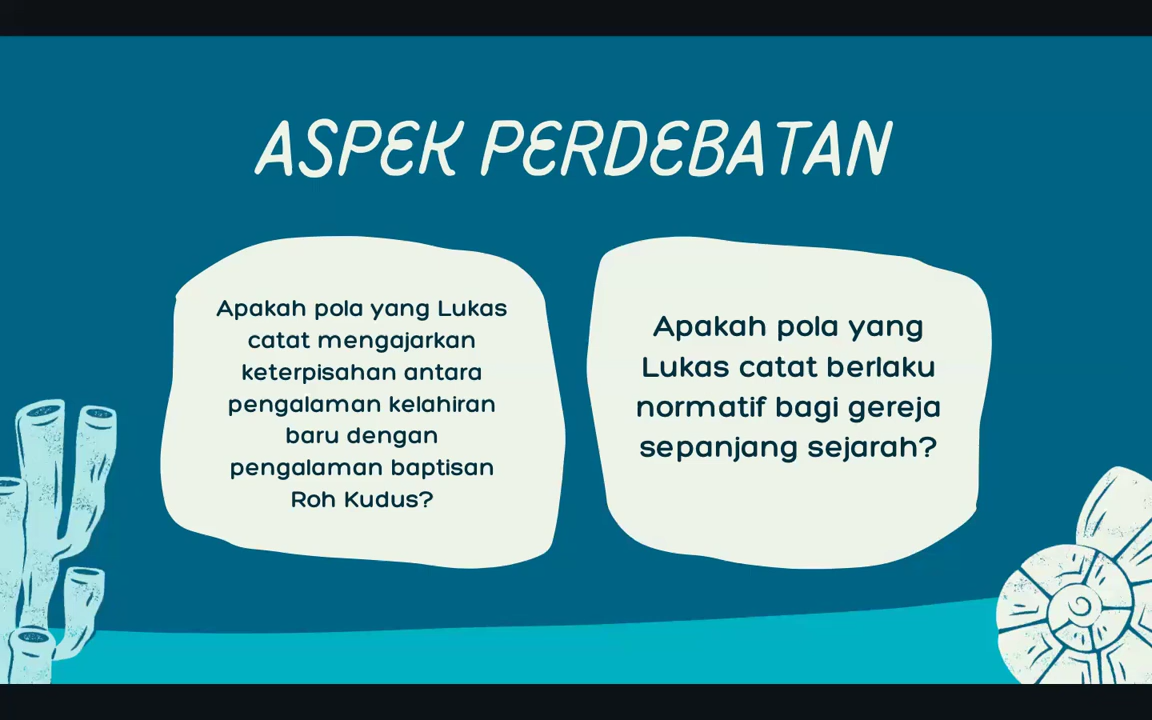 ASPEK PERDEBATAN
Apakah pola yang Lukas
catat mengajarkan
keterpisahan antara
pengalaman kelahiran
baru dengan
pengalaman baptisan
Roh Kudus?
Apakah pola yang
Lukas catat berlaku
normatif bagi gereja
sepanjang sejarah?